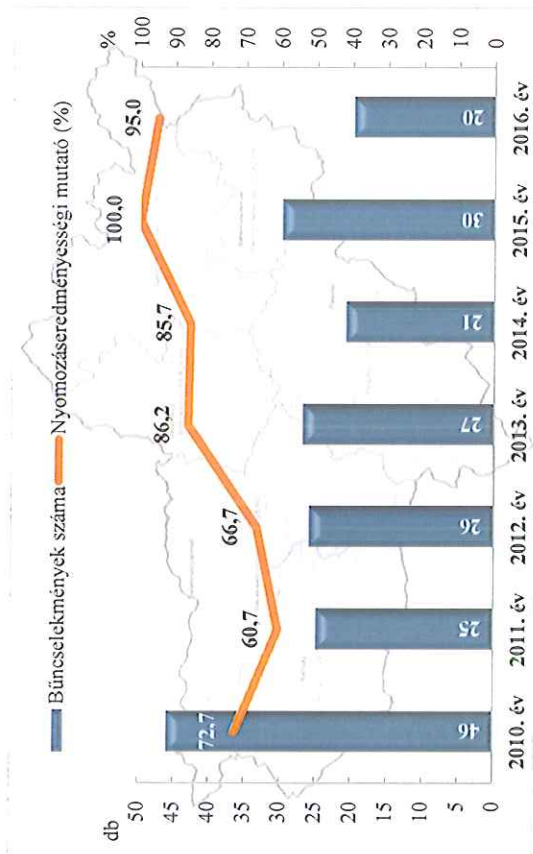 Bűncselekmények száma Nyomozáseredményességi mutató (%)
db %
50 100
45 90
40 80
35 70
30 60
25 50
20 40
15 30
10 20
5 10
0 0
72,7 60,7 66,7 86,2 85,7 100,0 95,0
46 25 26 27 21 30 20
2010. év 2011. év 2012. év 2013. év 2014. év 2015. év 2016. év